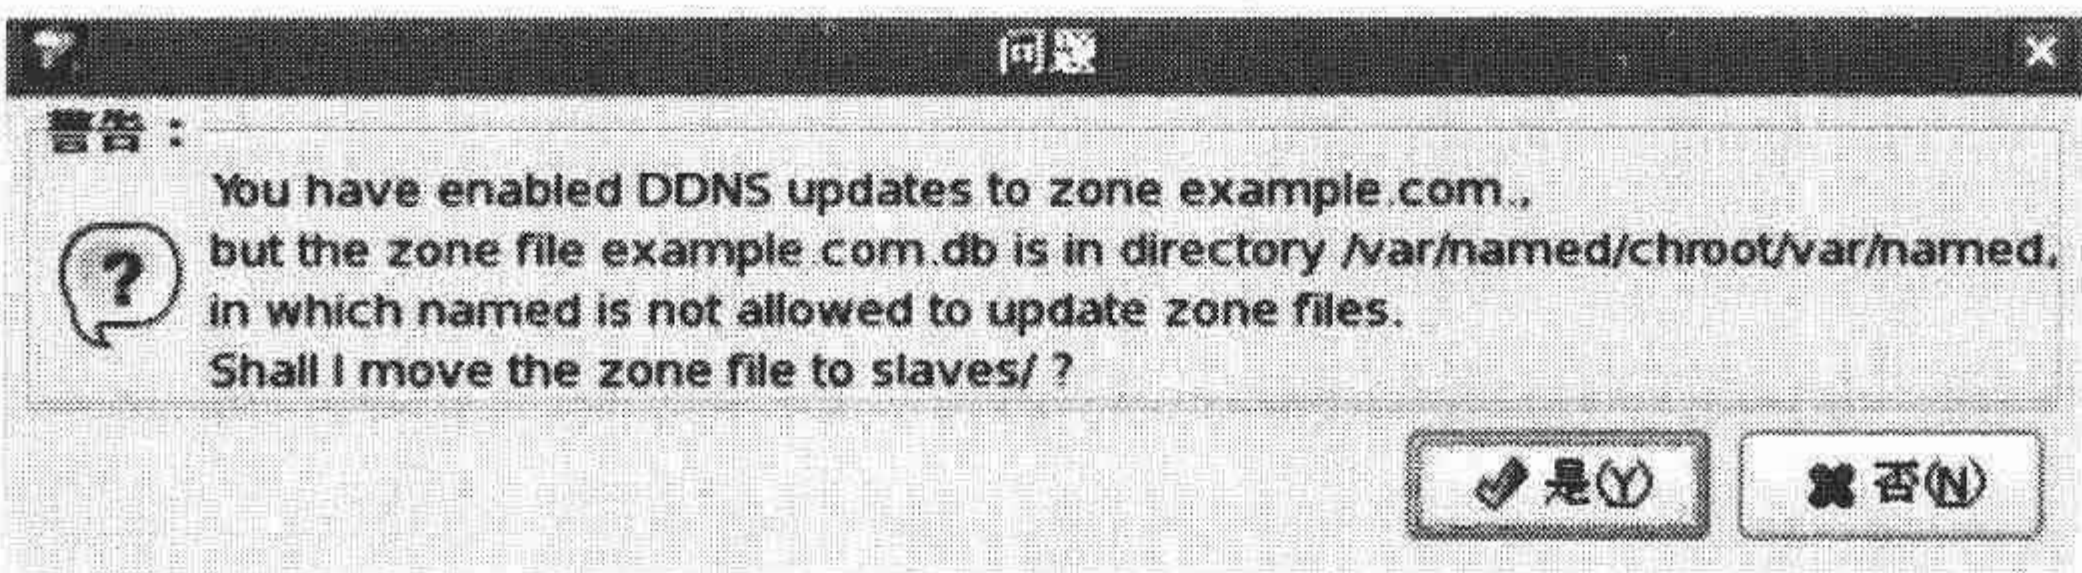 问题
警告：
You have enabled DDNS updates to zone example.com.,
but the zone file example.com.db is in directory /var/named/chroot/var/named,
in which named is not allowed to update zone files.
Shall I move the zone file to slaves/ ?
是(Y) 否(N)